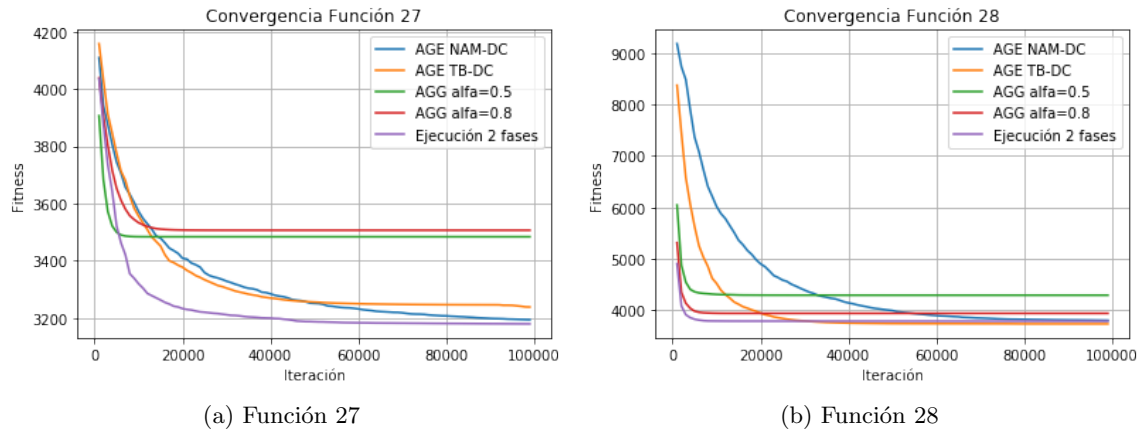 Convergencia Función 27
4200
4000
3800
3600
3400
3200
Fitness
AGE NAM-DC
AGE TB-DC
AGG alfa=0.5
AGG alfa=0.8
Ejecución 2 fases
0 20000 40000 60000 80000 100000
Iteración
(a) Función 27
Convergencia Función 28
9000
8000
7000
6000
5000
4000
Fitness
AGE NAM-DC
AGE TB-DC
AGG alfa=0.5
AGG alfa=0.8
Ejecución 2 fases
0 20000 40000 60000 80000 100000
Iteración
(b) Función 28